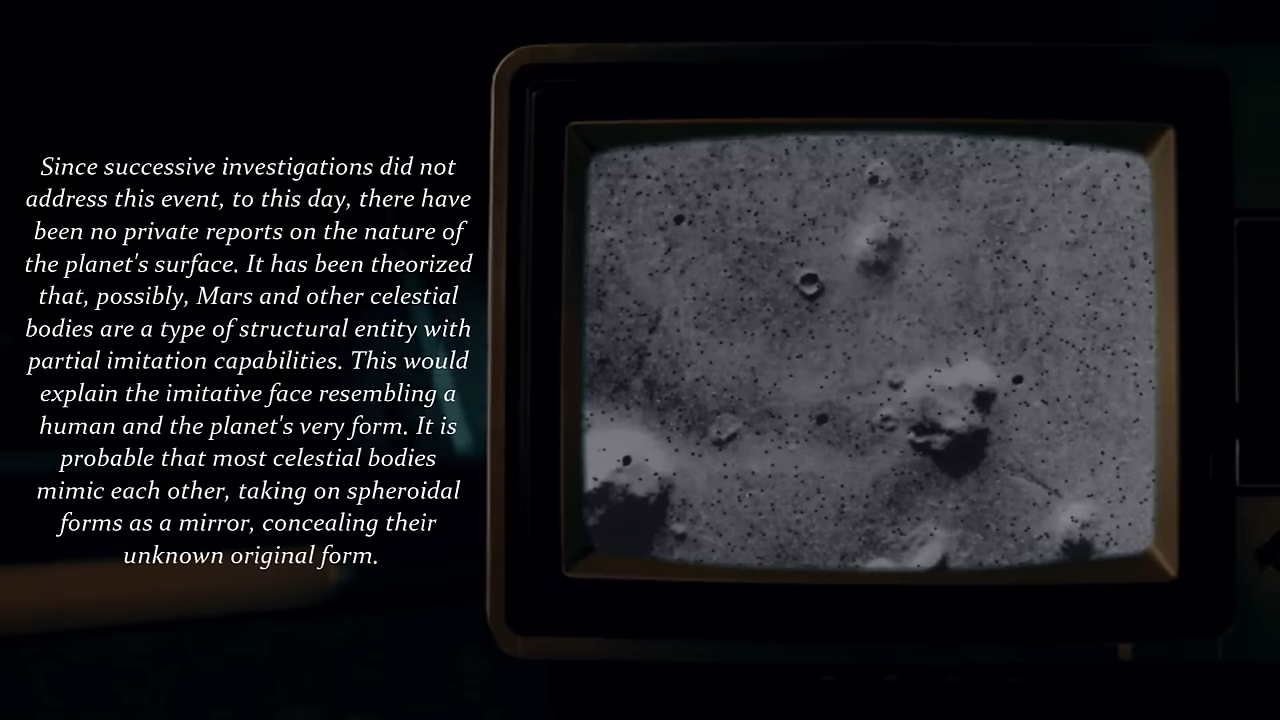 Since successive investigations did not
address this event, to this day, there have
been no private reports on the nature of
the planet's surface. It has been theorized
that, possibly, Mars and other celestial
bodies are a type of structural entity with
partial imitation capabilities. This would
explain the imitative face resembling a
human and the planet's very form. It is
probable that most celestial bodies
mimic each other, taking on spheroidal
forms as a mirror, concealing their
unknown original form.